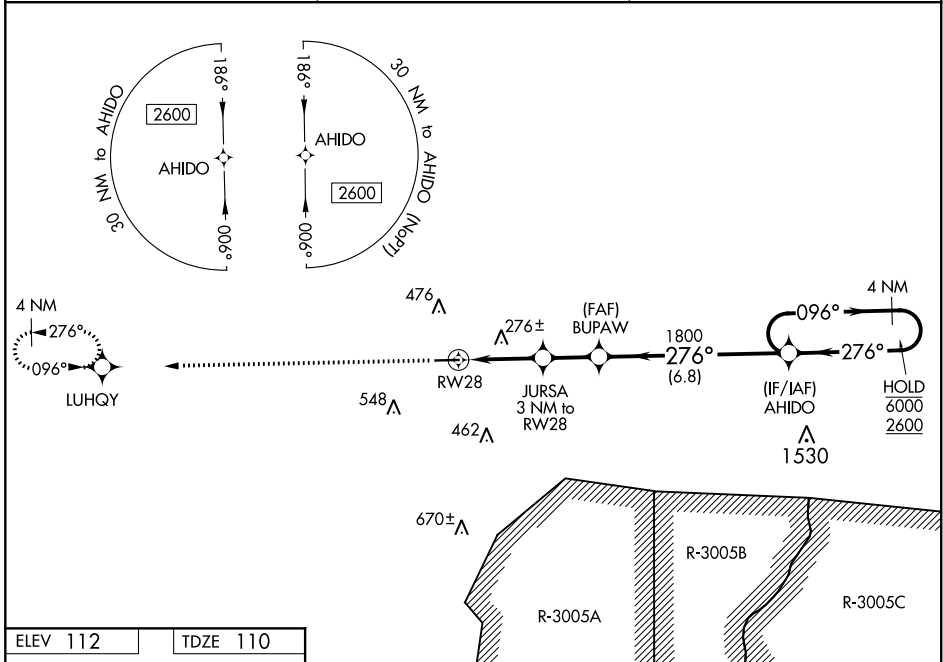 30 NM to AHIDO
186°
2600
AHIDO
006°
30 NM to AHIDO (NoPT)
186°
AHIDO
2600
006°
4 NM
276°
096°
LUHQY
476
276±
548
462
670±
RW28
JURSA
3 NM to
RW28
(FAF)
BUPAW
1800
276°
(6.8)
(IF/IAF)
AHIDO
1530
4 NM
096°
276°
HOLD
6000
2600
R-3005A
R-3005B
R-3005C
ELEV 112
TDZE 110